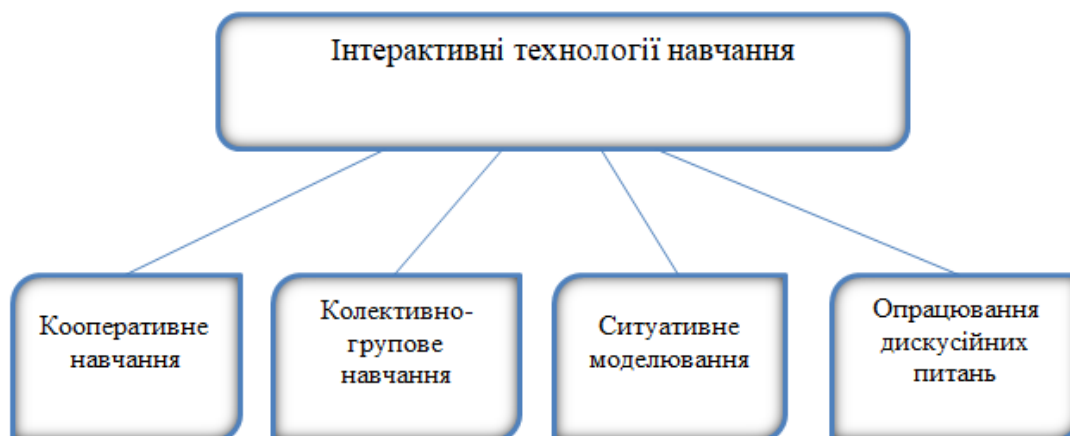 Інтерактивні технології навчання
Кооперативне
навчання
Колективно-
групове
навчання
Ситуативне
моделювання
Опрацювання
дискусійних
питань